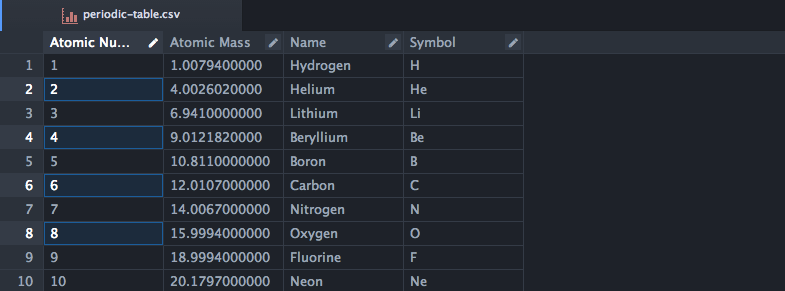 periodic-table.csv
Atomic Nu... Atomic Mass Name Symbol
1 1 1.0079400000 Hydrogen H
2 2 4.0026020000 Helium He
3 3 6.9410000000 Lithium Li
4 4 9.0121820000 Beryllium Be
5 5 10.8110000000 Boron B
6 6 12.0107000000 Carbon C
7 7 14.0067000000 Nitrogen N
8 8 15.9994000000 Oxygen O
9 9 18.9994000000 Fluorine F
10 10 20.1797000000 Neon Ne